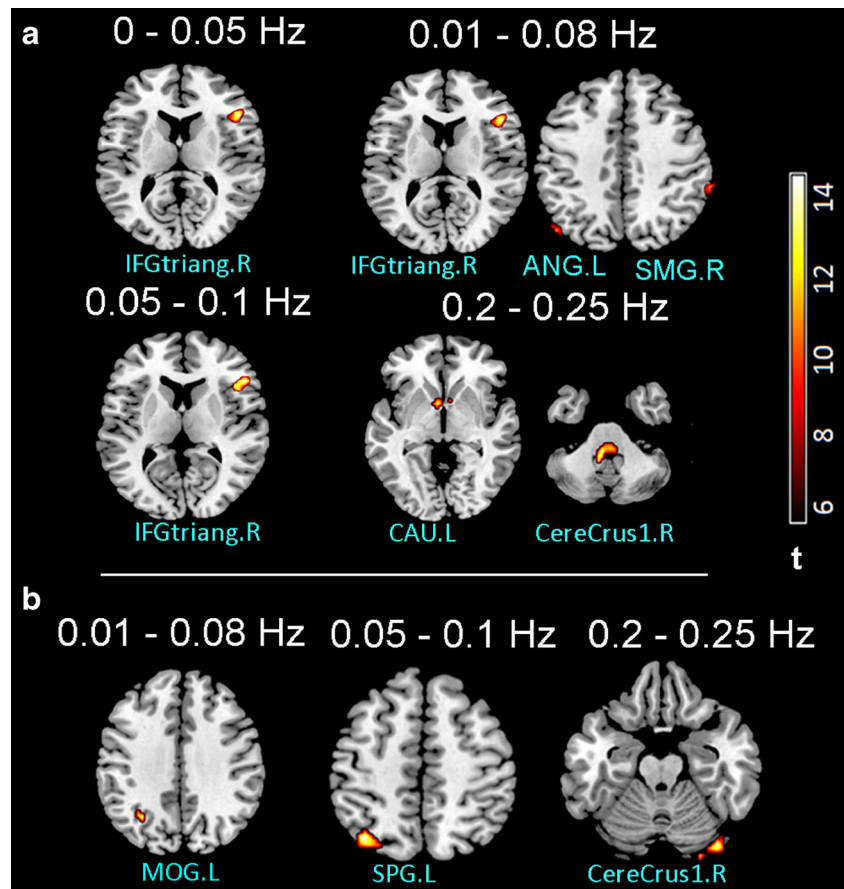 a
0 - 0.05 Hz
0.01 - 0.08 Hz
IFGtriang.R
IFGtriang.R
ANG.L
SMG.R
0.05 - 0.1 Hz
0.2 - 0.25 Hz
IFGtriang.R
CAU.L
CereCrus1.R
14
12
10
8
6
t
b
0.01 - 0.08 Hz
0.05 - 0.1 Hz
0.2 - 0.25 Hz
MOG.L
SPG.L
CereCrus1.R